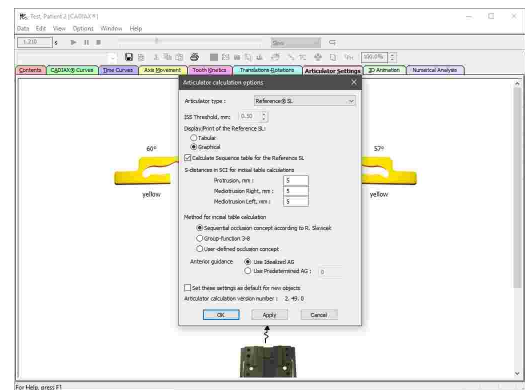 Test, Patient 2 (CADIAX®)
Data Edit View Options Window Help
1.210 s
Slow
100.0%
Contents CADIAX® Curves Time Curves Axis Movement Tooth Kinetics Translations-Rotations Articulator Settings 3D Animation Numerical Analysis
Articulator calculation options
Articulator type : Reference® SL
ISS Threshold, mm: 0.50
Display/Print of the Reference SL:
Tabular
Graphical
Calculate Sequence table for the Reference SL
S-distances in SCI for incisal table calculations
Protrusion, mm : 5
Mediotrusion Right, mm : 5
Mediotrusion Left, mm : 5
Method for incisal table calculation
Sequential occlusion concept according to R. Slavicek
Group-function 3-8
User-defined occlusion concept
Anterior guidance Use Idealized AG
Use Predetermined AG : 0
Set these settings as default for new objects
Articulator calculation version number : 2. 49. 0
OK Apply Cancel
60° 57°
yellow yellow
For Help, press F1